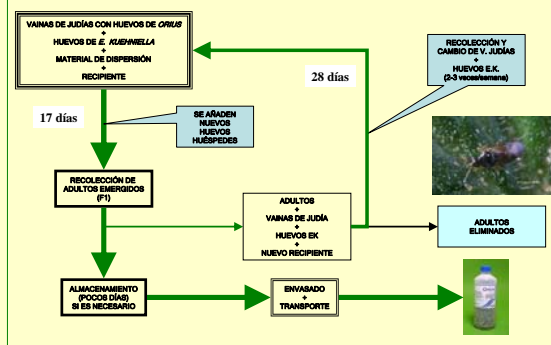 VAINAS DE JUDÍAS CON HUEVOS DE ORIUS
+
HUEVOS DE E. KUEHNIELLA
+
MATERIAL DE DISPERSIÓN
+
RECIPIENTE
RECOLECCIÓN Y
CAMBIO DE V. JUDÍAS
+
HUEVOS E.K.
(2-3 veces/semana)
28 días
17 días
SE AÑADEN
NUEVOS
HUEVOS
HUÉSPEDES
RECOLECCIÓN DE
ADULTOS EMERGIDOS
(F1)
ADULTOS
+
VAINAS DE JUDÍA
+
HUEVOS EK
+
NUEVO RECIPIENTE
ADULTOS
ELIMINADOS
ALMACENAMIENTO
(POCOS DÍAS)
SI ES NECESARIO
ENVASADO
+
TRANSPORTE